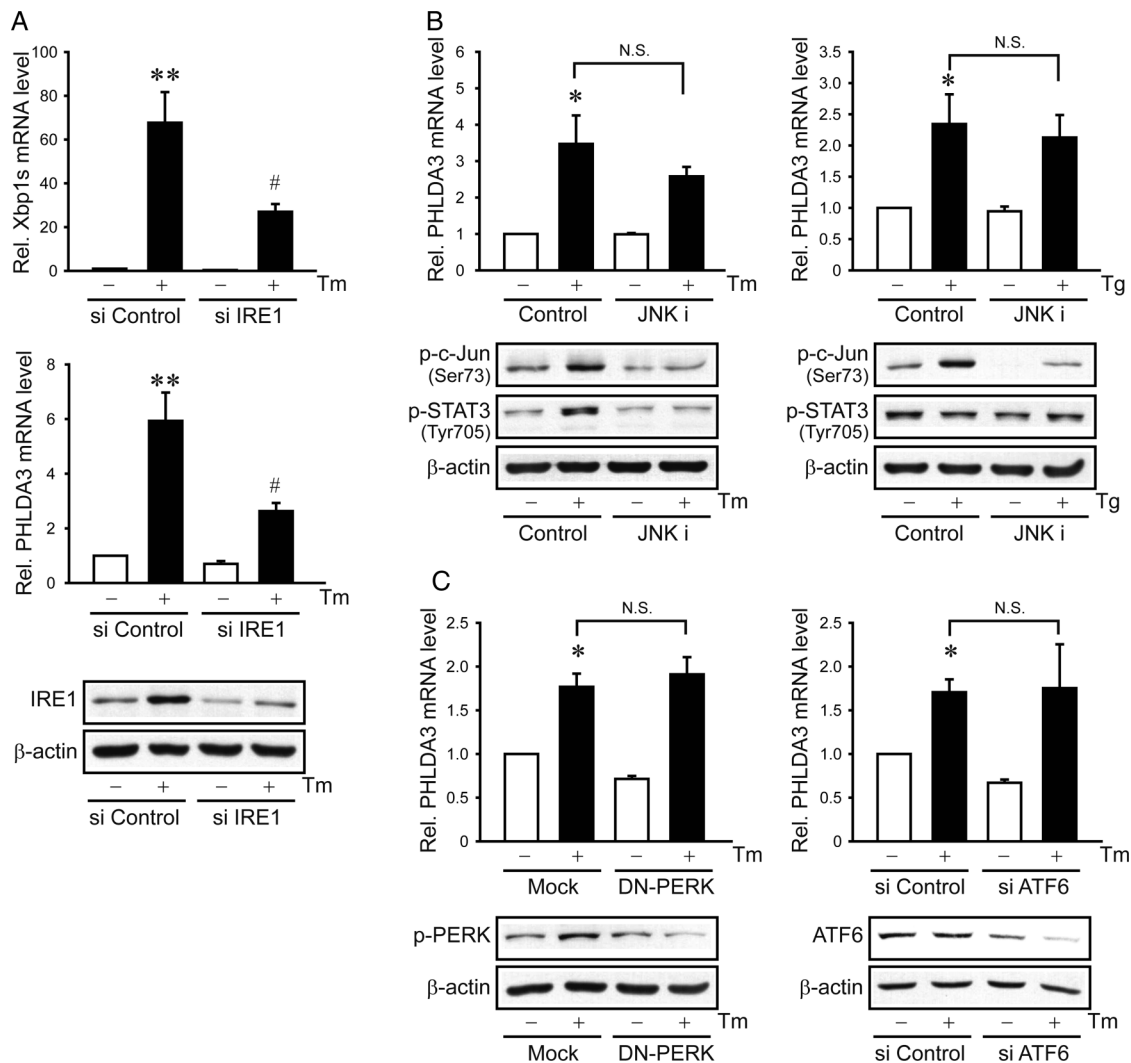 A
Rel. Xbp1s mRNA level
100
80
60
40
20
0
**
#
– + – + Tm
si Control si IRE1
Rel. PHLDA3 mRNA level
8
6
4
2
0
**
#
– + – + Tm
si Control si IRE1
IRE1
β-actin
– + – + Tm
si Control si IRE1
B
Rel. PHLDA3 mRNA level
6
5
4
3
2
1
0
N.S.
*
– + – + Tm
Control JNK i
p-c-Jun
(Ser73)
p-STAT3
(Tyr705)
β-actin
– + – + Tm
Control JNK i
Rel. PHLDA3 mRNA level
3.5
3.0
2.5
2.0
1.5
1.0
0.5
0
N.S.
*
– + – + Tg
Control JNK i
p-c-Jun
(Ser73)
p-STAT3
(Tyr705)
β-actin
– + – + Tg
Control JNK i
C
Rel. PHLDA3 mRNA level
2.5
2.0
1.5
1.0
0.5
0
N.S.
*
– + – + Tm
Mock DN-PERK
p-PERK
β-actin
– + – + Tm
Mock DN-PERK
Rel. PHLDA3 mRNA level
2.5
2.0
1.5
1.0
0.5
0
N.S.
*
– + – + Tm
si Control si ATF6
ATF6
β-actin
– + – + Tm
si Control si ATF6